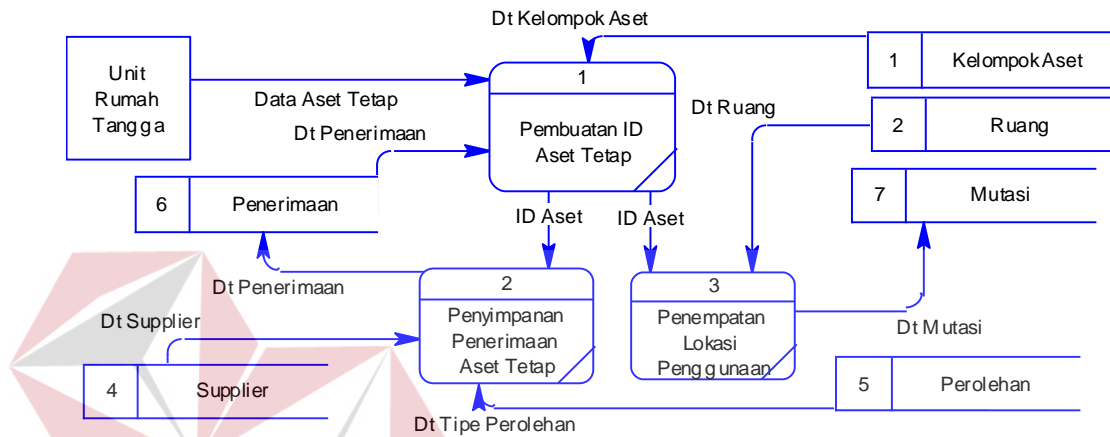 Dt Kelompok Aset
Unit
Rumah
Tangga
1
1
Kelompok Aset
Data Aset Tetap
Dt Ruang
Dt Penerimaan
Pembuatan ID
Aset Tetap
2
Ruang
6
Penerimaan
7
Mutasi
ID Aset
ID Aset
Dt Penerimaan
2
3
Dt Supplier
Penyimpanan
Penerimaan
Aset Tetap
Penempatan
Lokasi
Penggunaan
Dt Mutasi
4
Supplier
5
Perolehan
Dt Tipe Perolehan